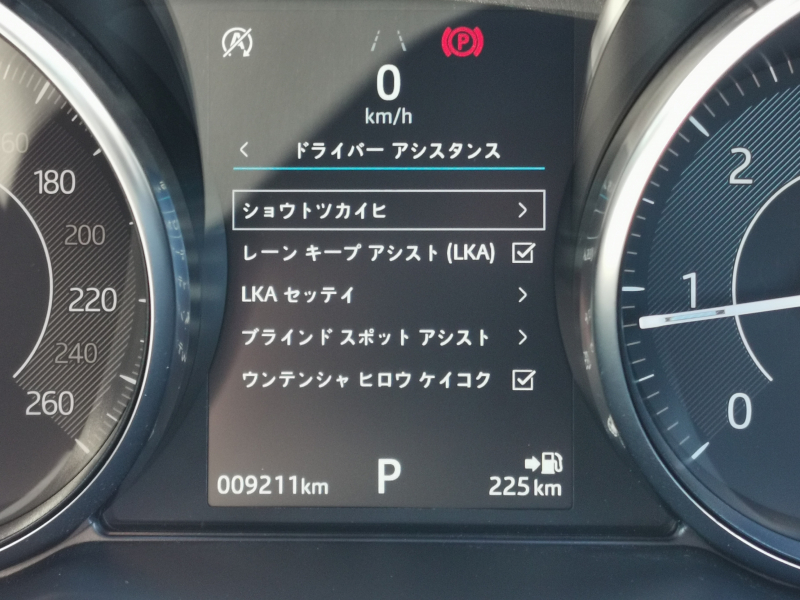 0
km/h
ドライバー アシスタンス
ショウトツカイヒ
レーン キープ アシスト (LKA)
LKA セッテイ
ブラインド スポット アシスト
ウンテンシャ ヒロウ ケイコク
009211km
P
225 km
60
180
200
220
240
260
2
1
0
A
P